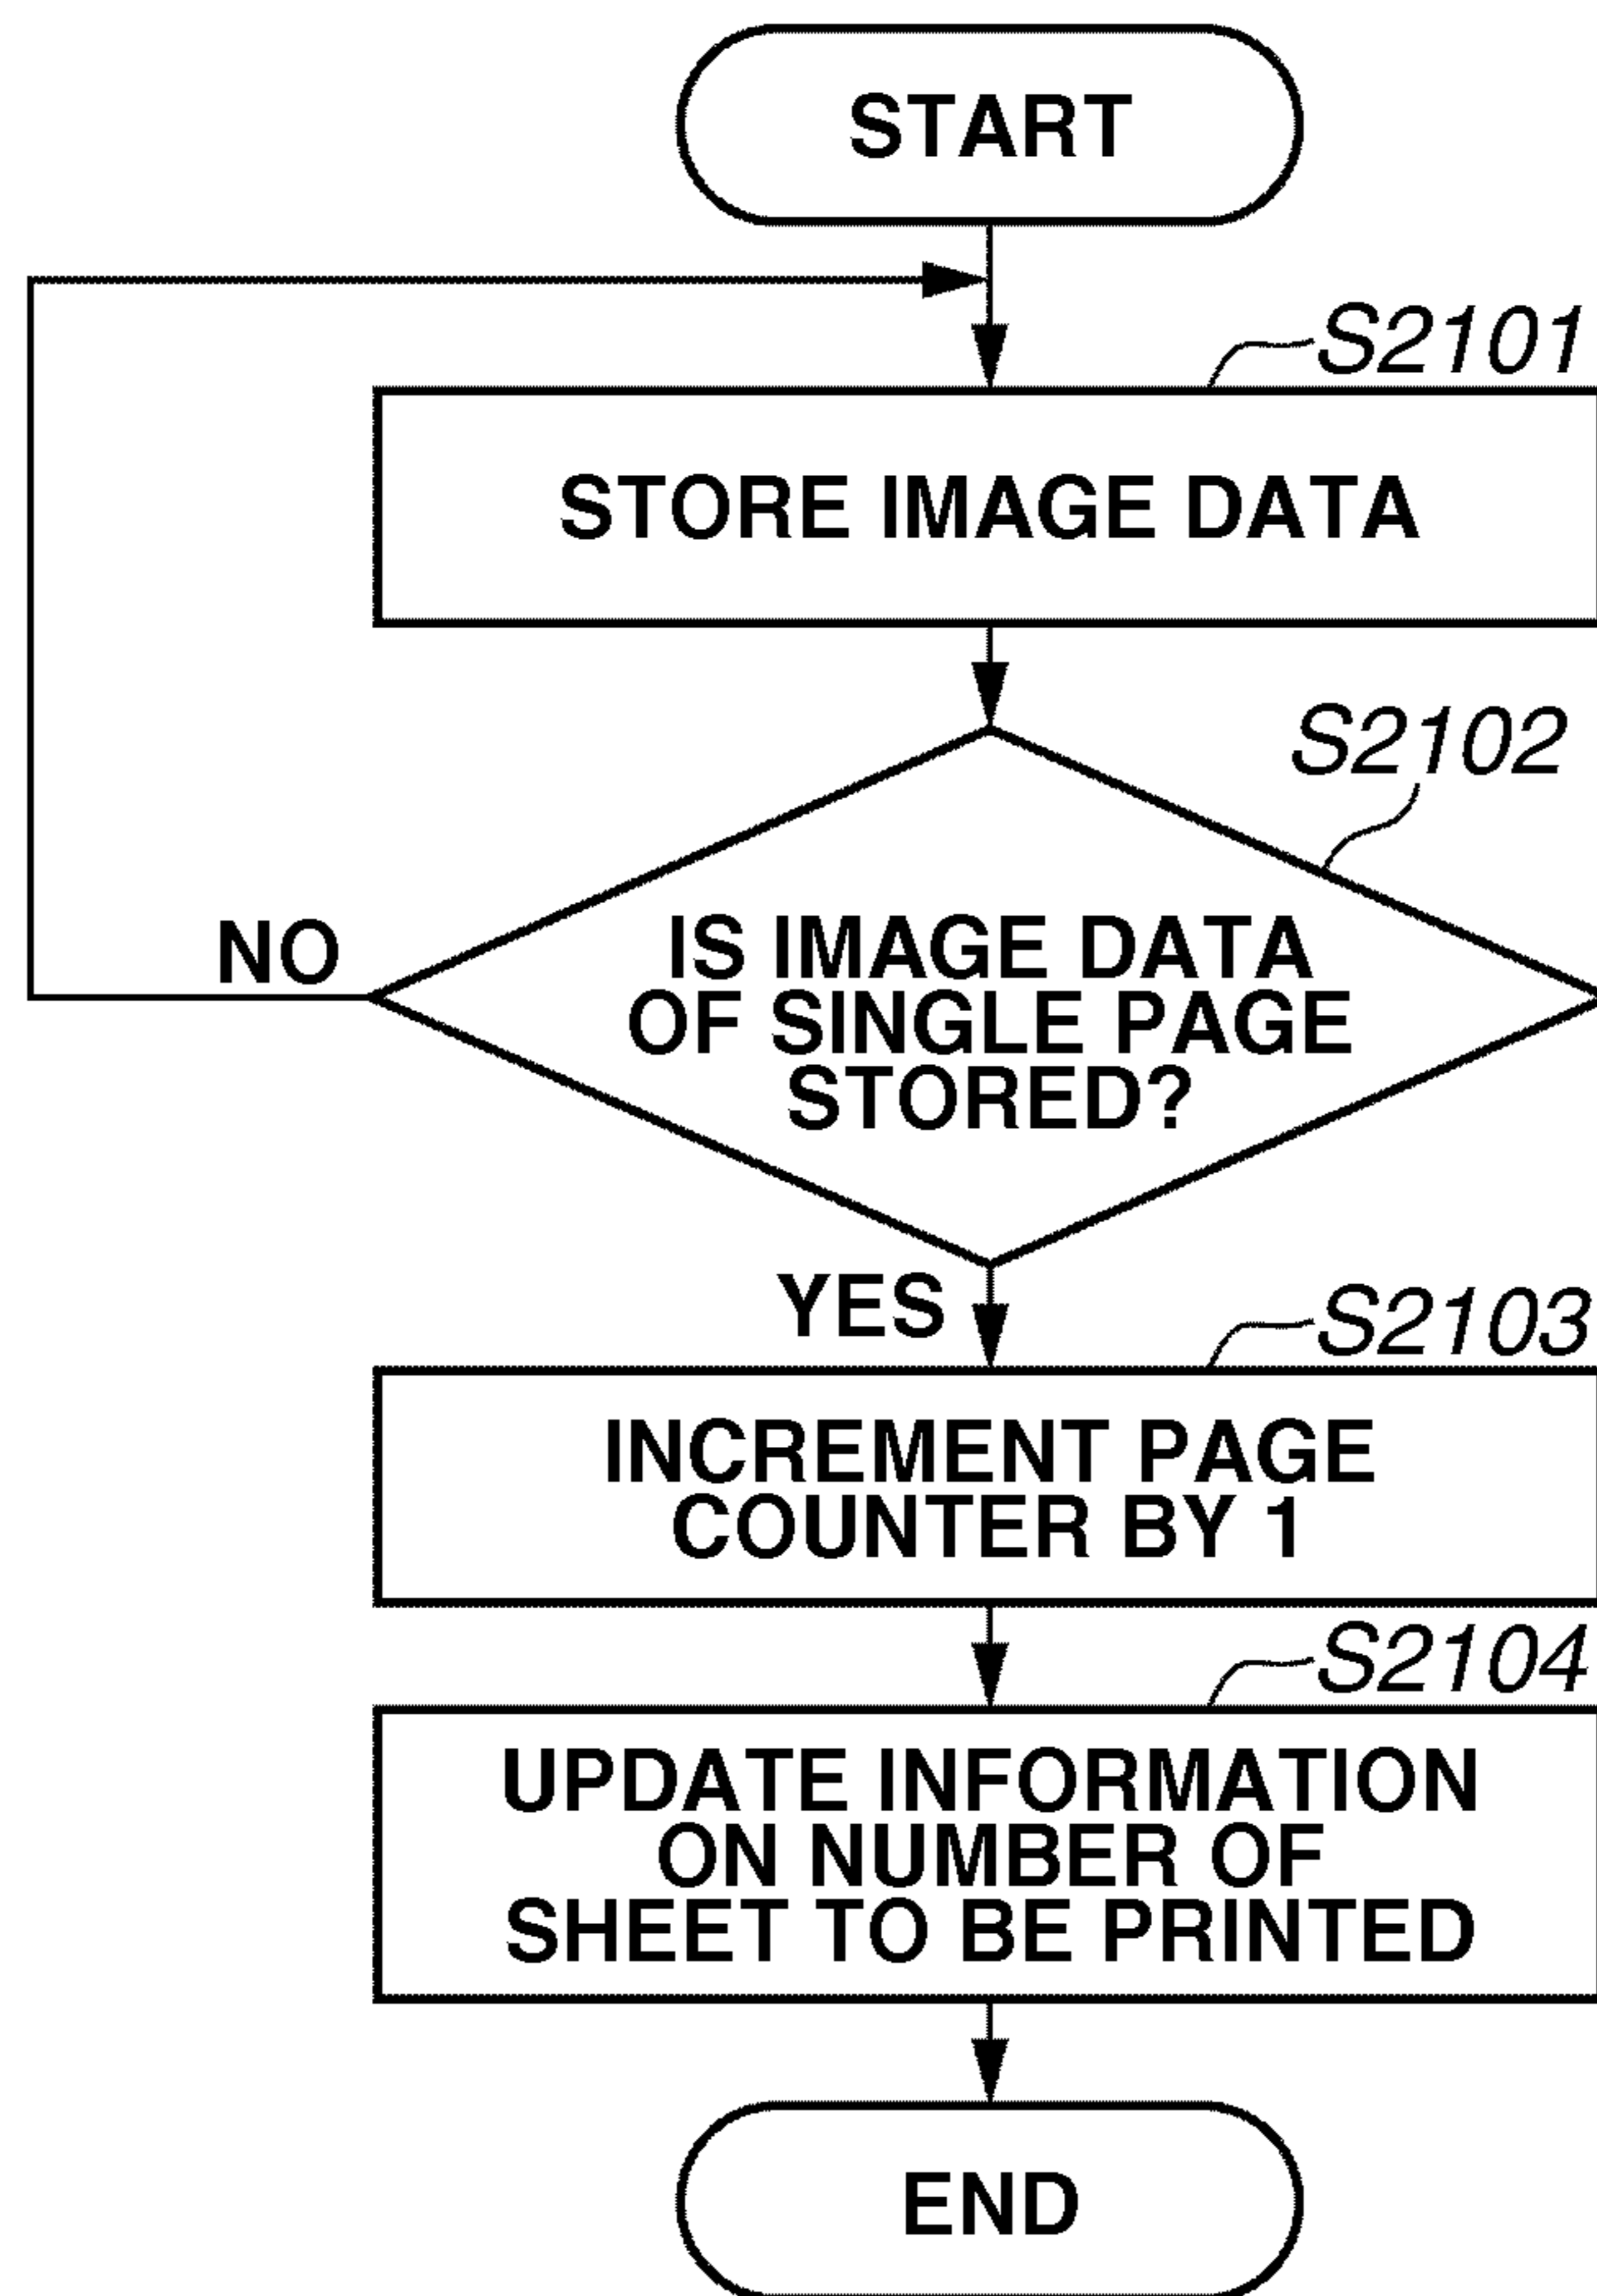 START
S2101
STORE IMAGE DATA
S2102
IS IMAGE DATA
OF SINGLE PAGE
STORED?
NO
YES
S2103
INCREMENT PAGE
COUNTER BY 1
S2104
UPDATE INFORMATION
ON NUMBER OF
SHEET TO BE PRINTED
END